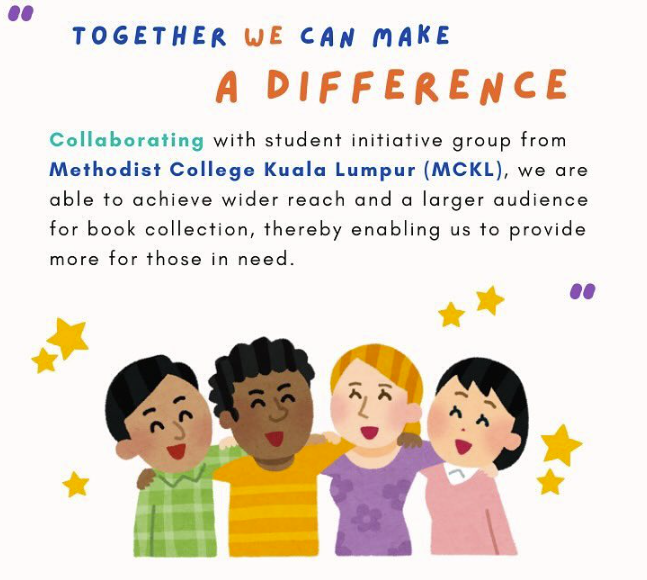 "
TOGETHER WE CAN MAKE
A DIFFERENCE
Collaborating with student initiative group from
Methodist College Kuala Lumpur (MCKL), we are
able to achieve wider reach and a larger audience
for book collection, thereby enabling us to provide
more for those in need.
"